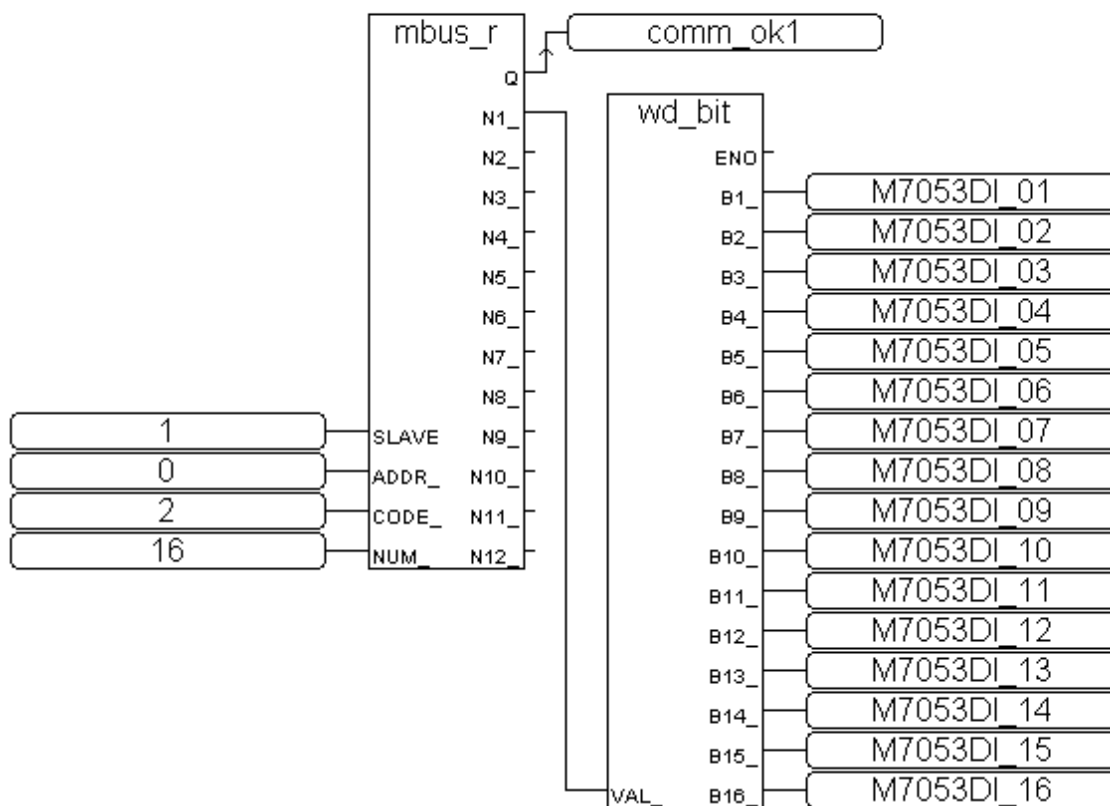 mbus_r
Q
comm_ok1
N1_
N2_
N3_
N4_
N5_
N6_
N7_
N8_
1
SLAVE N9_
0
ADDR_ N10_
2
CODE_ N11_
16
NUM_ N12_
wd_bit
ENO
B1_ M7053DI_01
B2_ M7053DI_02
B3_ M7053DI_03
B4_ M7053DI_04
B5_ M7053DI_05
B6_ M7053DI_06
B7_ M7053DI_07
B8_ M7053DI_08
B9_ M7053DI_09
B10_ M7053DI_10
B11_ M7053DI_11
B12_ M7053DI_12
B13_ M7053DI_13
B14_ M7053DI_14
B15_ M7053DI_15
VAL_ B16_ M7053DI_16